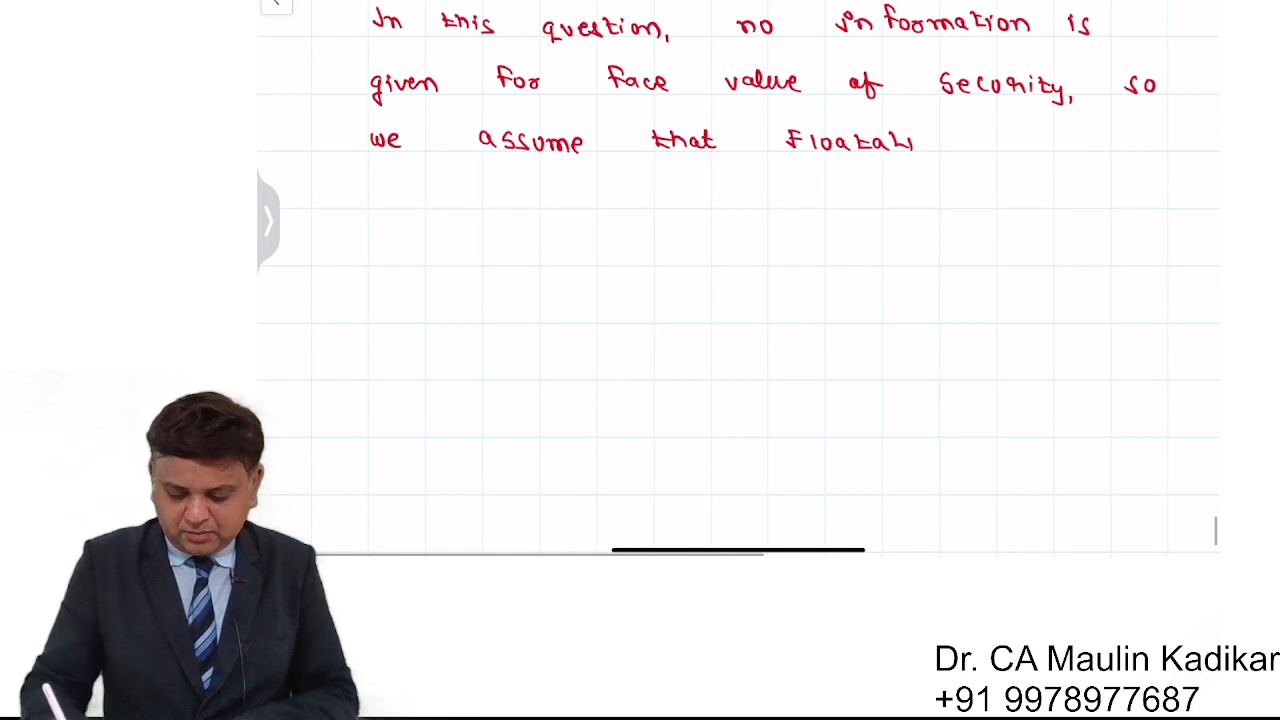 In this question, no information is
given for face value of security, so
we assume that
Dr. CA Maulin Kadikar
+91 9978977687